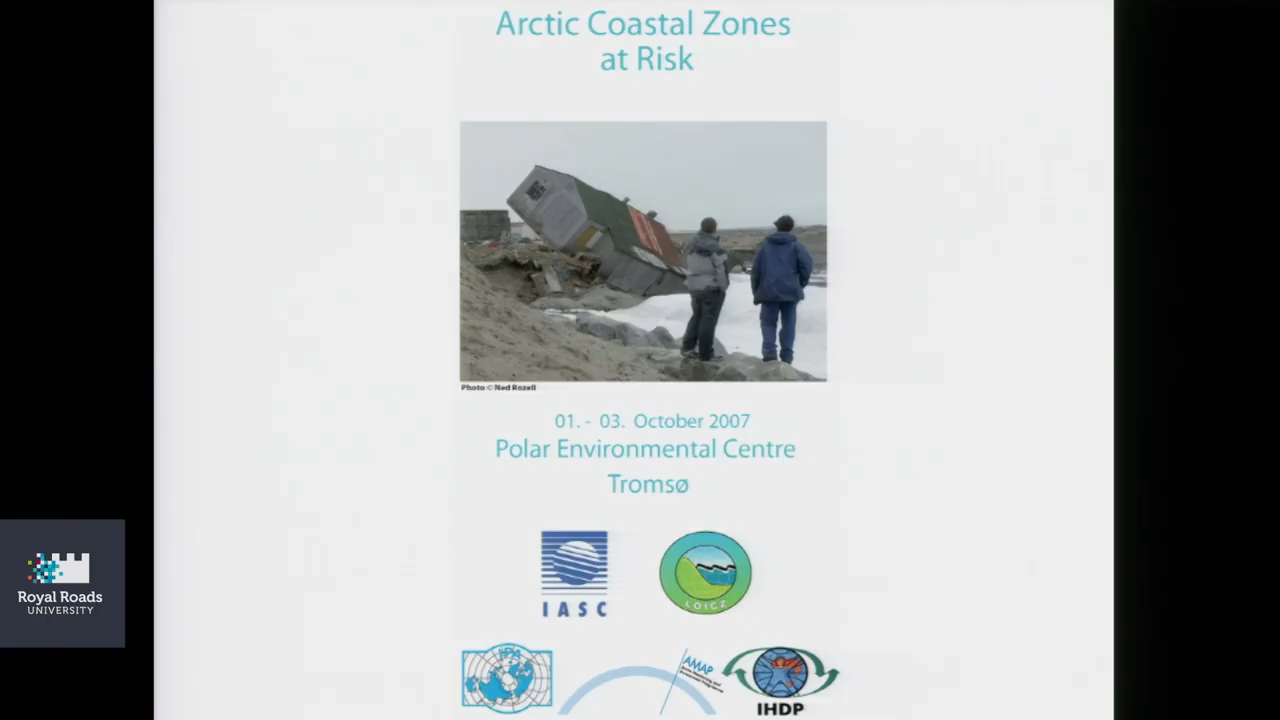 Arctic Coastal Zones
at Risk
Photo © Ned Rozell
01. - 03. October 2007
Polar Environmental Centre
Tromsø
IASC
LOICZ
IPA
AMAP
IHDP
Royal Roads
UNIVERSITY